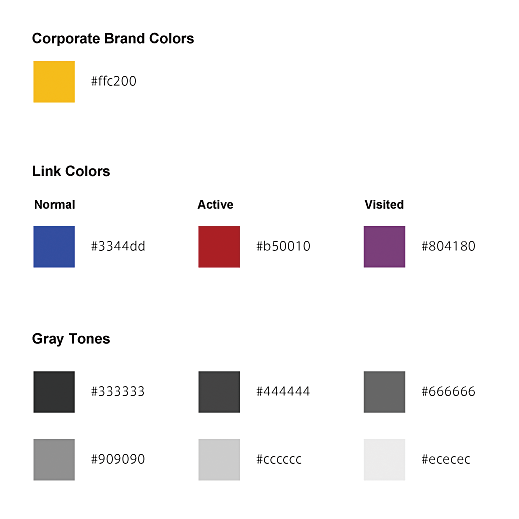 Corporate Brand Colors
#ffc200
Link Colors
Normal Active Visited
#3344dd #b50010 #804180
Gray Tones
#333333 #444444 #666666
#909090 #cccccc #ececec